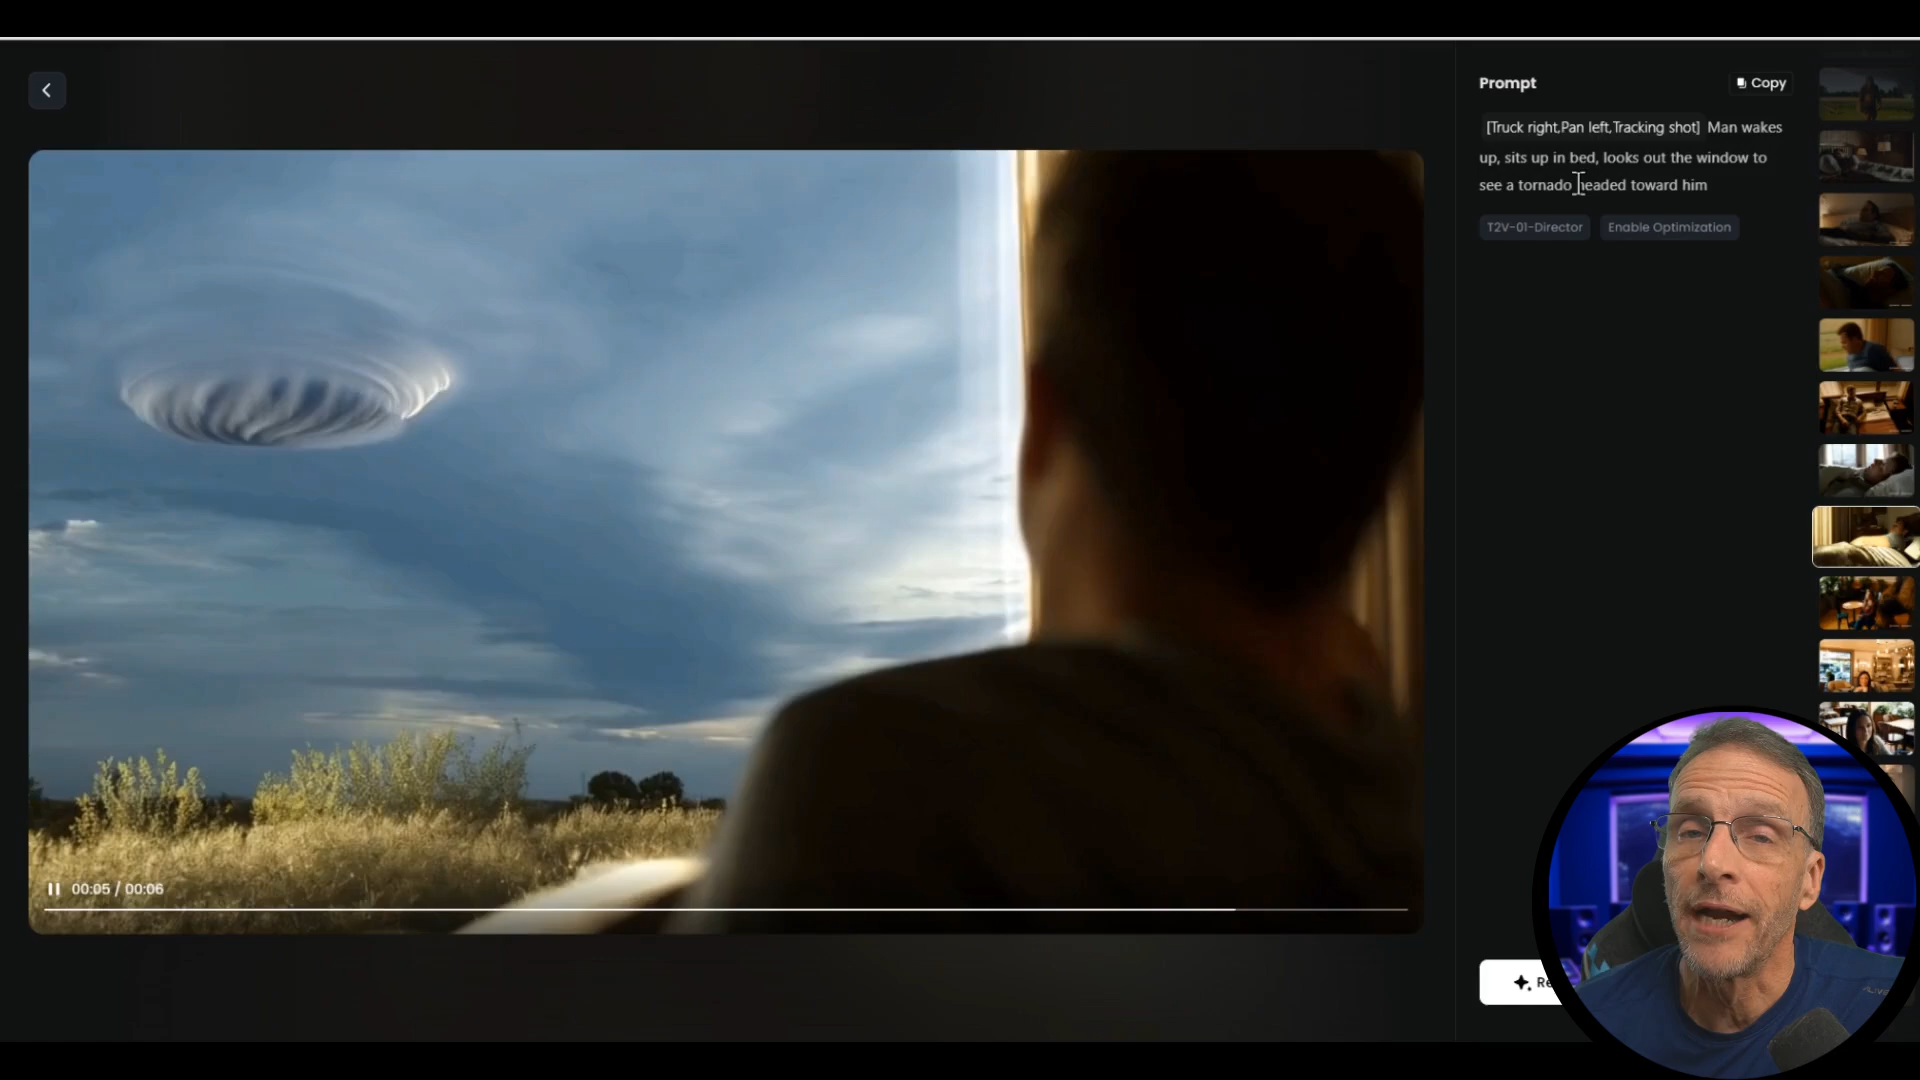 Prompt
Copy
[Truck right,Pan left,Tracking shot] Man wakes
up, sits up in bed, looks out the window to
see a tornado headed toward him
T2V-01-Director
Enable Optimization
00:05 / 00:06